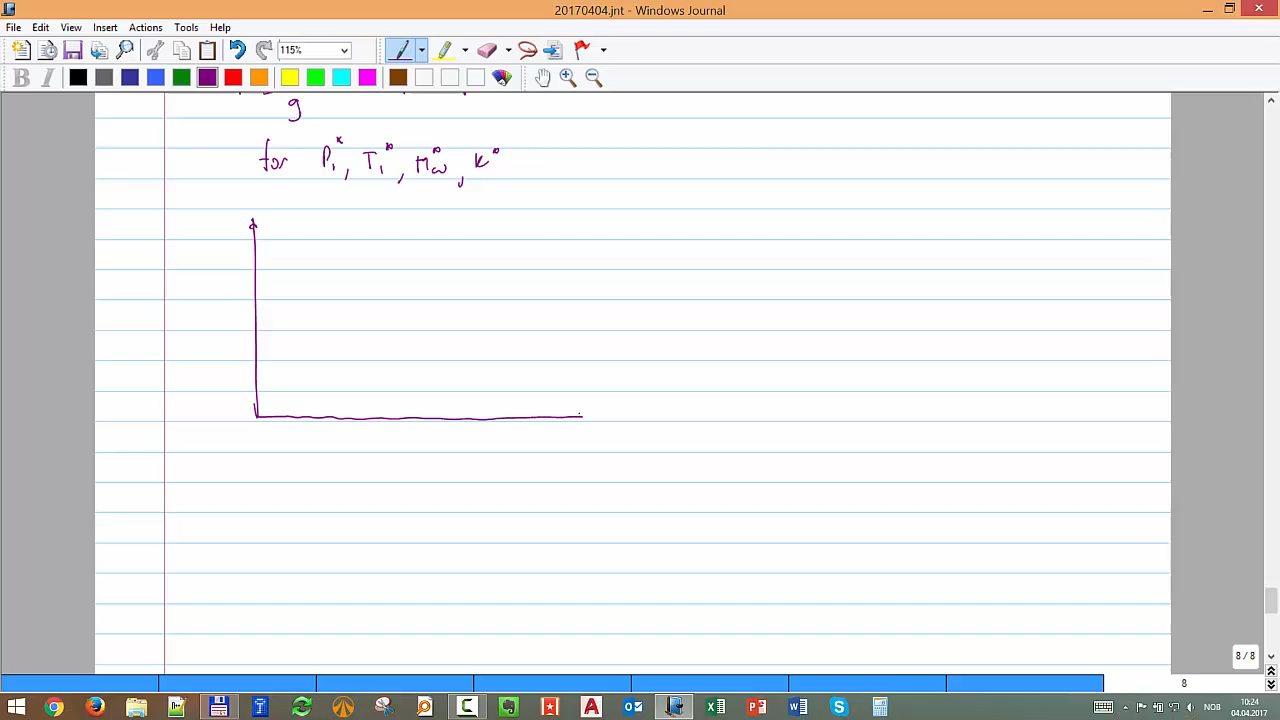 20170404.jnt - Windows Journal
File Edit View Insert Actions Tools Help
115%
B I
g
for P₁*, T₁*, Mw*, k*
8 / 8
8
NOB
10:24
04.04.2017